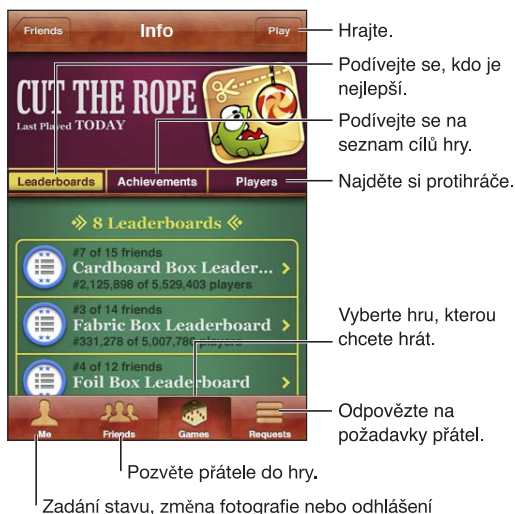 Friends
Info
Play
Hrajte.
Podívejte se, kdo je
nejlepší.
CUT THE ROPE
Last Played TODAY
Podívejte se na
seznam cílů hry.
Leaderboards
Achievements
Players
Najděte si protihráče.
8 Leaderboards
#7 of 15 friends
Cardboard Box Leader...
#2,125,898 of 5,529,403 players
#3 of 14 friends
Fabric Box Leaderboard
#331,278 of 5,007,780 players
Vyberte hru, kterou
chcete hrát.
#4 of 12 friends
Foil Box Leaderboard
Me
Friends
Games
Requests
Odpovězte na
požadavky přátel.
Pozvěte přátele do hry.
Zadání stavu, změna fotografie nebo odhlášení